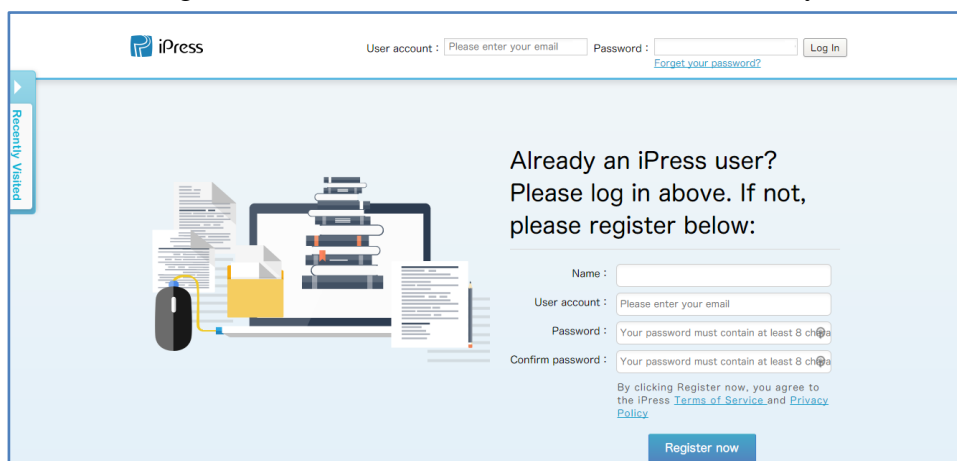 iPress
User account : Please enter your email Password : Log In
Forget your password?
Recently Visited
Already an iPress user?
Please log in above. If not,
please register below:
Name :
User account : Please enter your email
Password : Your password must contain at least 8
Confirm password : Your password must contain at least 8
By clicking Register now, you agree to
the iPress Terms of Service and Privacy
Policy
Register now